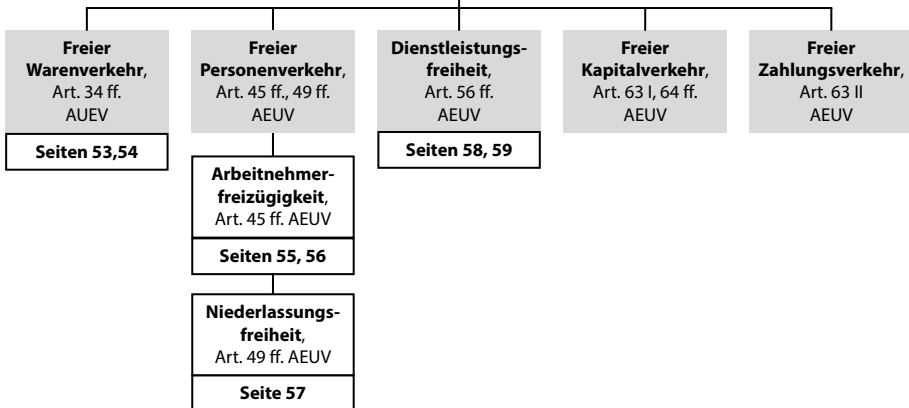 Freier
Warenverkehr,
Art. 34 ff.
AUEV
Seiten 53,54
Freier
Personenverkehr,
Art. 45 ff., 49 ff.
AEUV
Arbeitnehmer-
freizügigkeit,
Art. 45 ff. AEUV
Seiten 55, 56
Niederlassungs-
freiheit,
Art. 49 ff. AEUV
Seite 57
Dienstleistungs-
freiheit,
Art. 56 ff.
AEUV
Seiten 58, 59
Freier
Kapitalverkehr,
Art. 63 I, 64 ff.
AEUV
Freier
Zahlungsverkehr,
Art. 63 II
AEUV